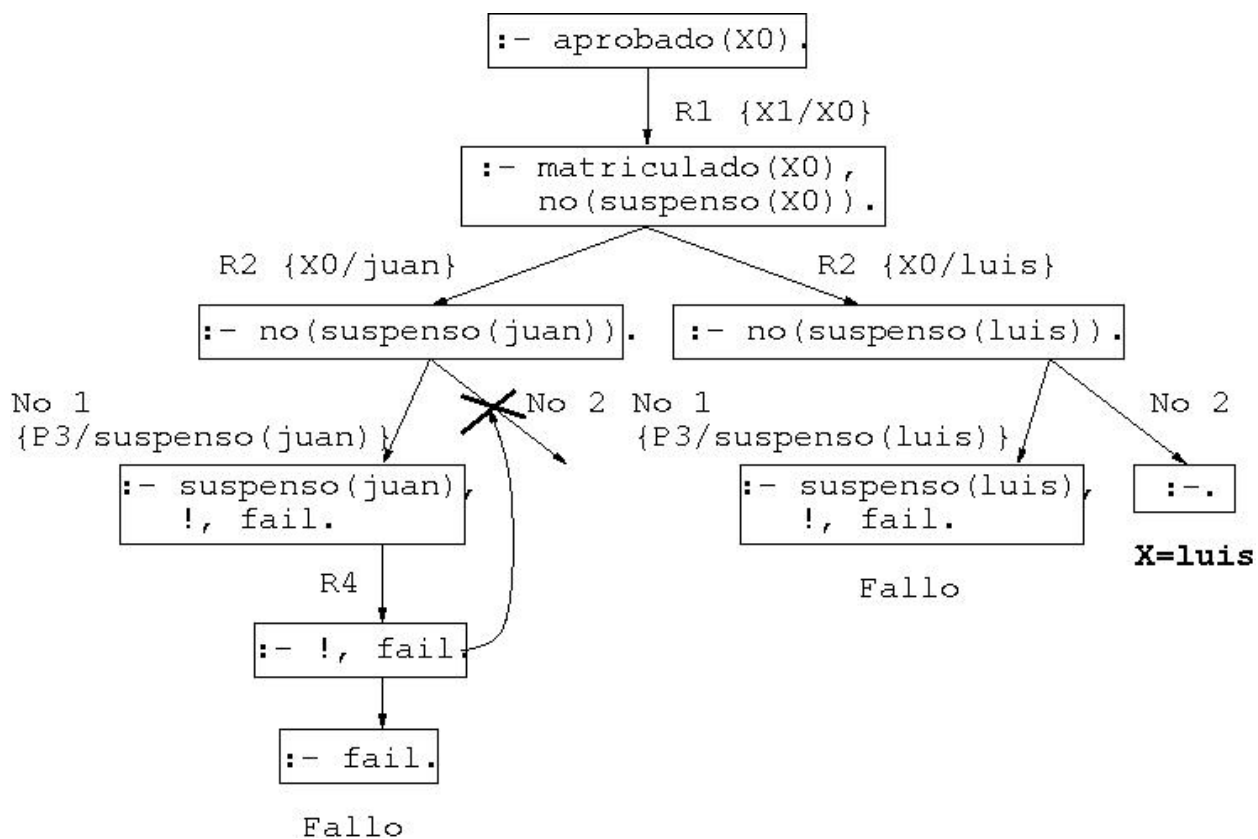 :- aprobado(X0).
R1 {X1/X0}
:- matriculado(X0),
no(suspenso(X0)).
R2 {X0/juan}
R2 {X0/luis}
:- no(suspenso(juan)).
:- no(suspenso(luis)).
No 1
{P3/suspenso(juan)}
No 2
No 1
{P3/suspenso(luis)}
No 2
:- suspenso(juan),
!, fail.
:- suspenso(luis),
!, fail.
:-.
X=luis
Fallo
R4
:- !, fail.
:- fail.
Fallo